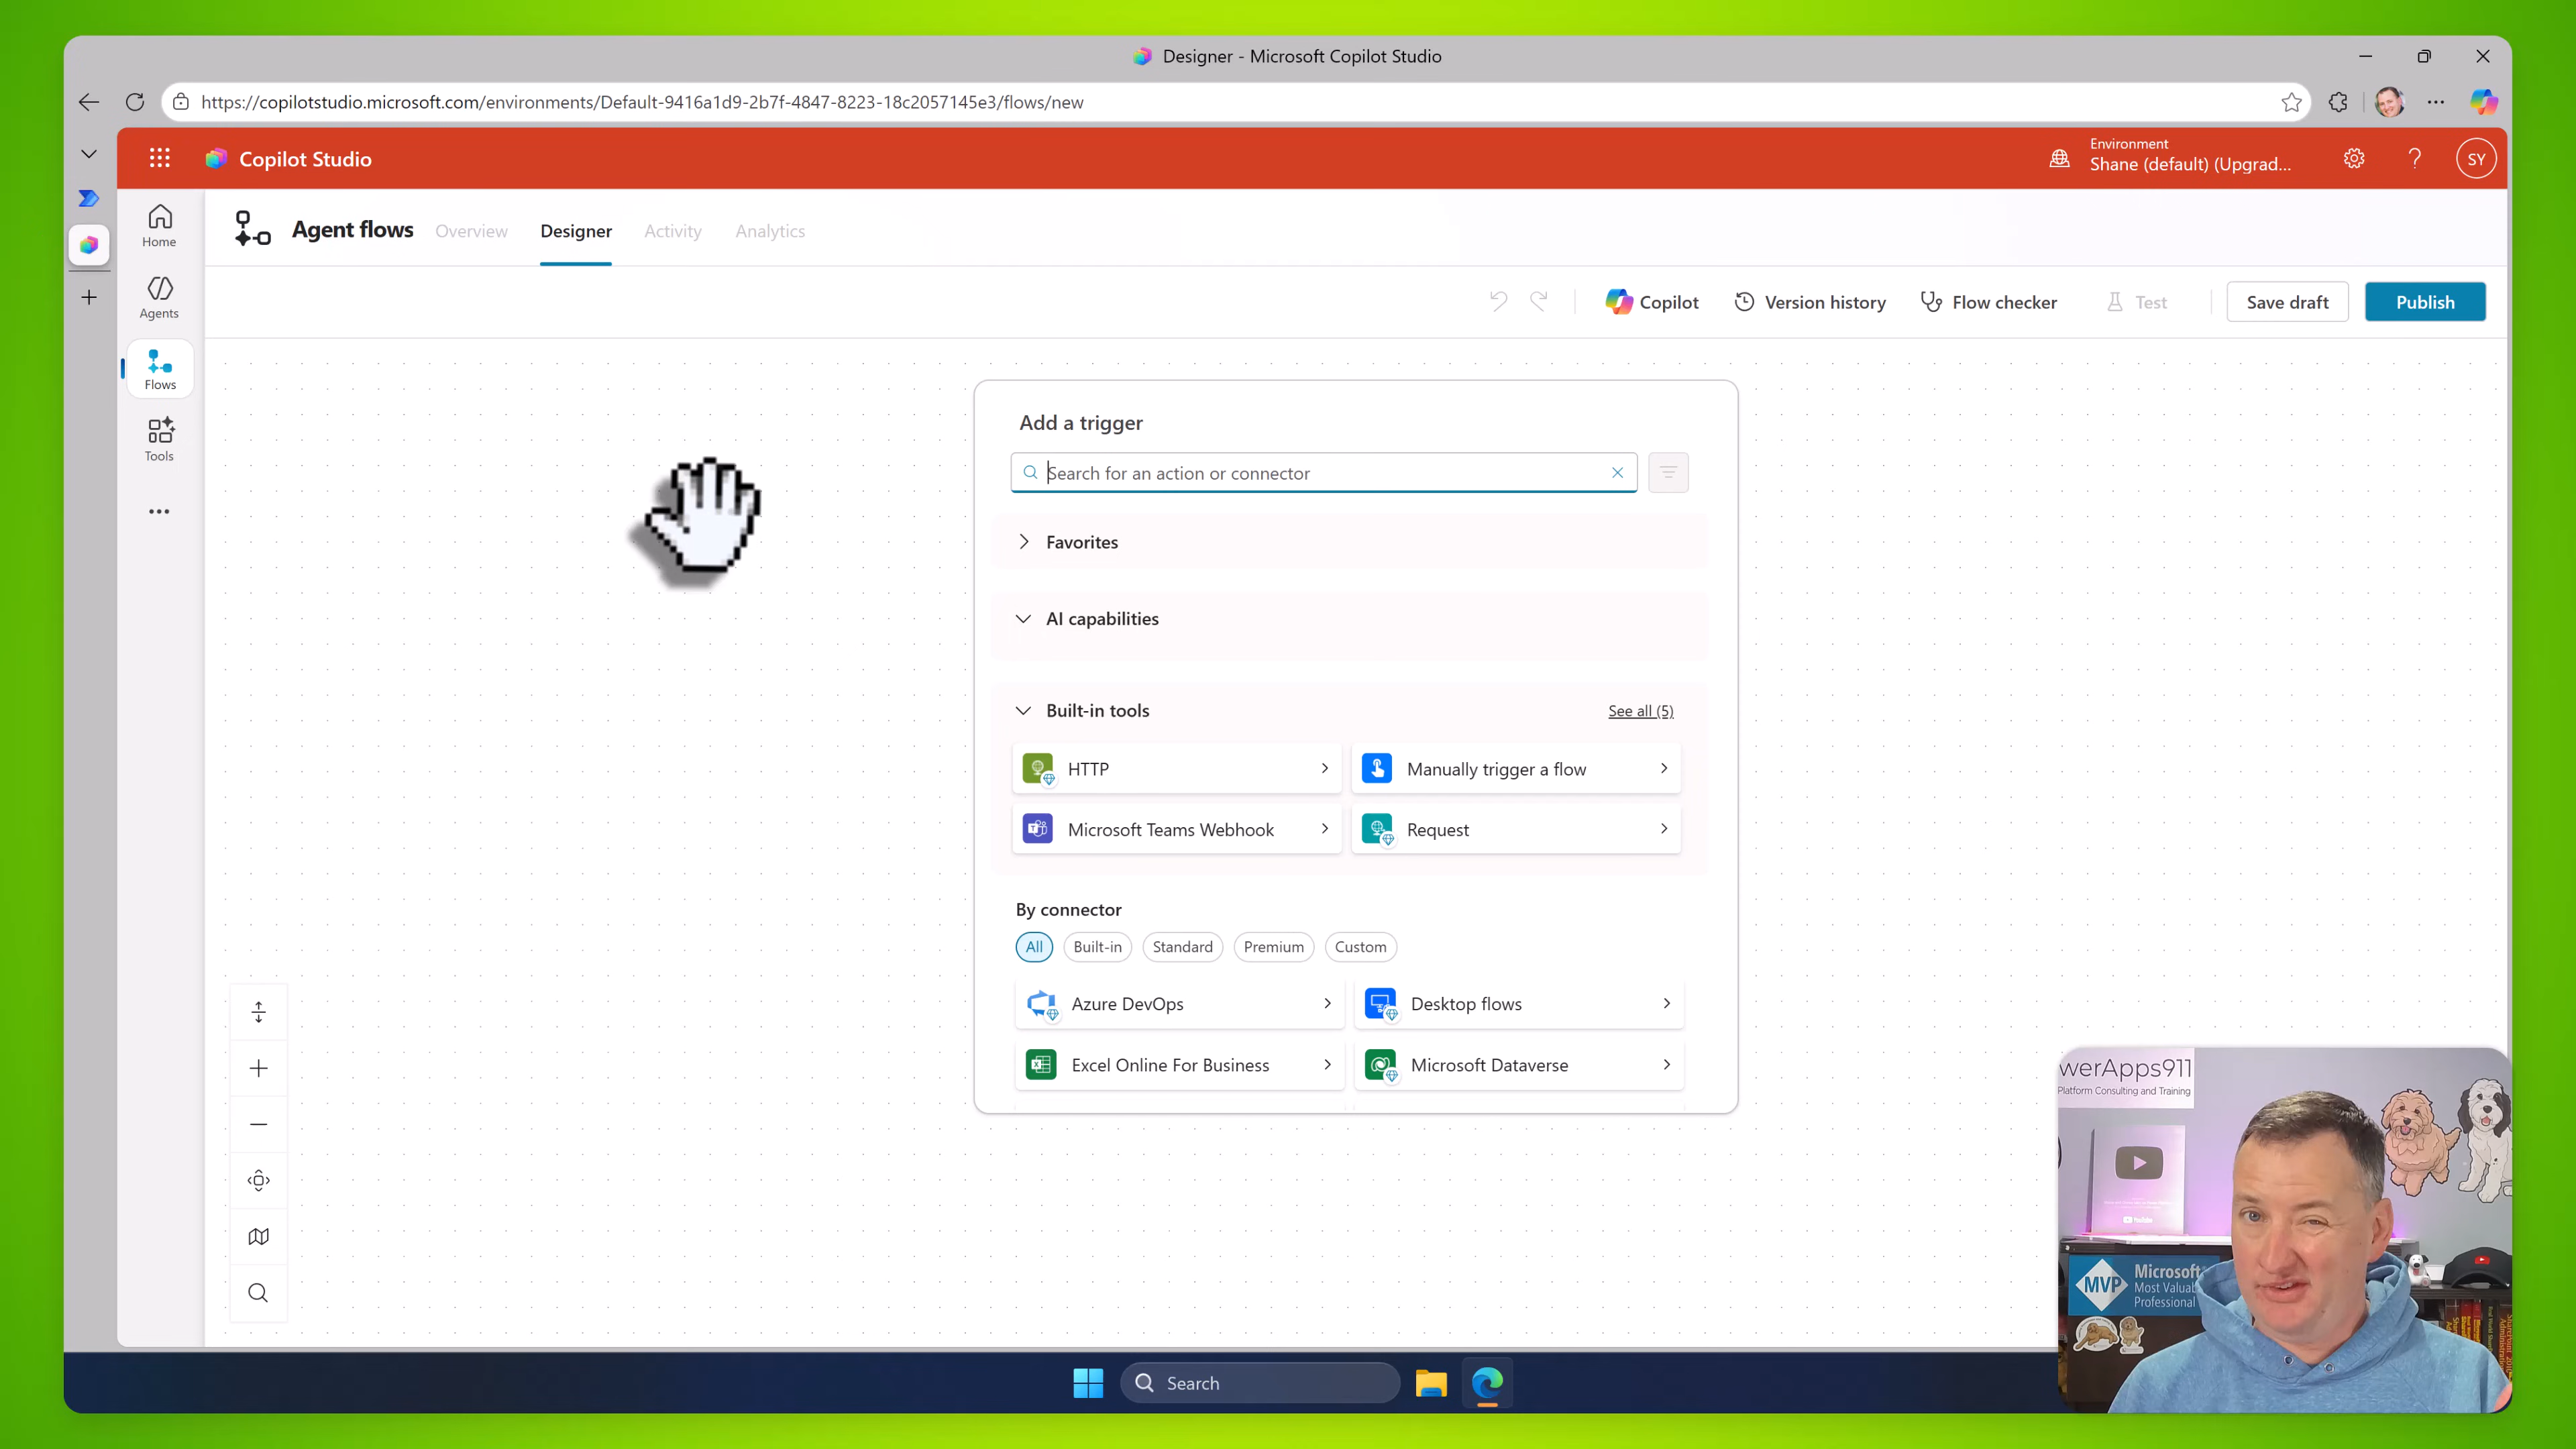 Designer - Microsoft Copilot Studio
https://copilotstudio.microsoft.com/environments/Default-9416a1d9-2b7f-4847-8223-18c2057145e3/flows/new
Copilot Studio
Environment
Shane (default) (Upgrad...
SY
Home
Agents
Flows
Tools
Agent flows
Overview
Designer
Activity
Analytics
Copilot
Version history
Flow checker
Test
Save draft
Publish
Add a trigger
Search for an action or connector
Favorites
AI capabilities
Built-in tools
See all (5)
HTTP
Manually trigger a flow
Microsoft Teams Webhook
Request
By connector
All
Built-in
Standard
Premium
Custom
Azure DevOps
Desktop flows
Excel Online For Business
Microsoft Dataverse
werApps911
Platform Consulting and Training
YouTube
MVP
Microsoft
Most Valuab
Professional
Search